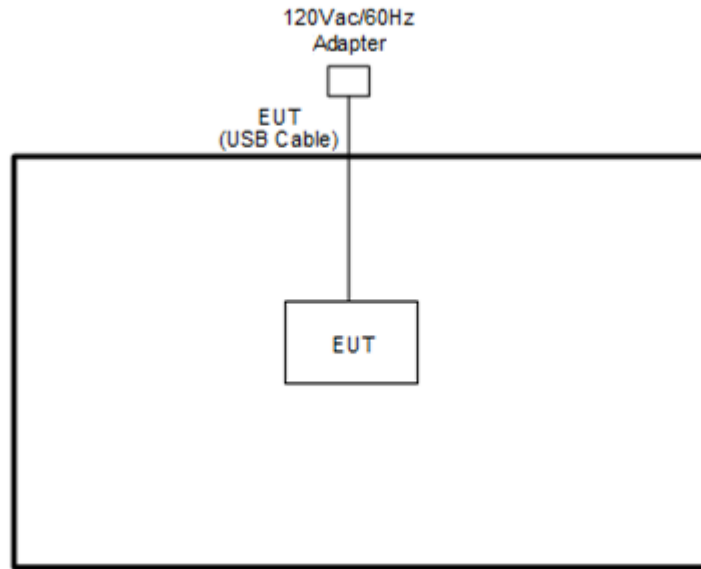 120Vac/60Hz
Adapter
EUT
(USB Cable)
EUT